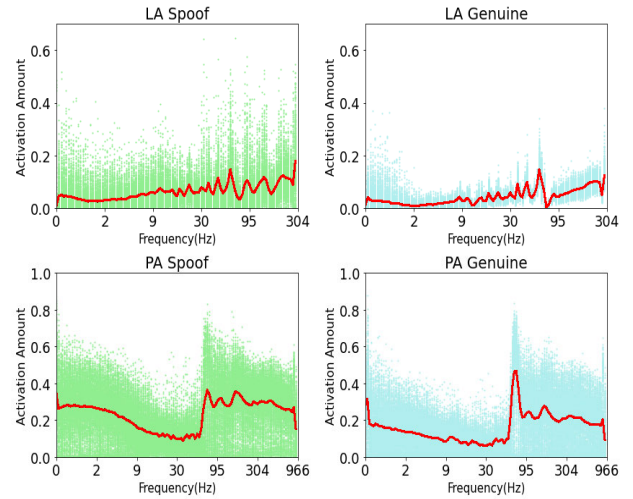 LA Spoof
LA Genuine
Activation Amount
0.6
0.4
0.2
0.0
0 2 9 30 95 304
Frequency(Hz)
Activation Amount
0.6
0.4
0.2
0.0
0 2 9 30 95 304
Frequency(Hz)
PA Spoof
PA Genuine
Activation Amount
1.0
0.8
0.6
0.4
0.2
0.0
0 2 9 30 95 304 966
Frequency(Hz)
Activation Amount
1.0
0.8
0.6
0.4
0.2
0.0
0 2 9 30 95 304 966
Frequency(Hz)